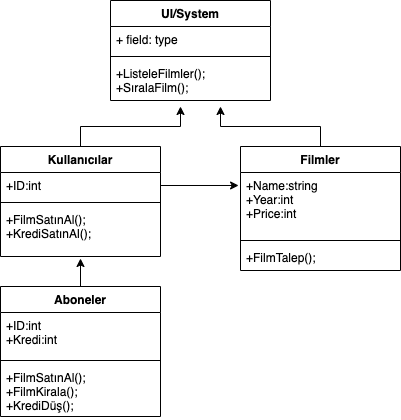 UI/System
+ field: type
+ListeleFilmler();
+SıralaFilm();
Kullanıcılar
+ID:int
+FilmSatınAl();
+KrediSatınAl();
Filmler
+Name:string
+Year:int
+Price:int
+FilmTalep();
Aboneler
+ID:int
+Kredi:int
+FilmSatınAl();
+FilmKirala();
+KrediDüş();